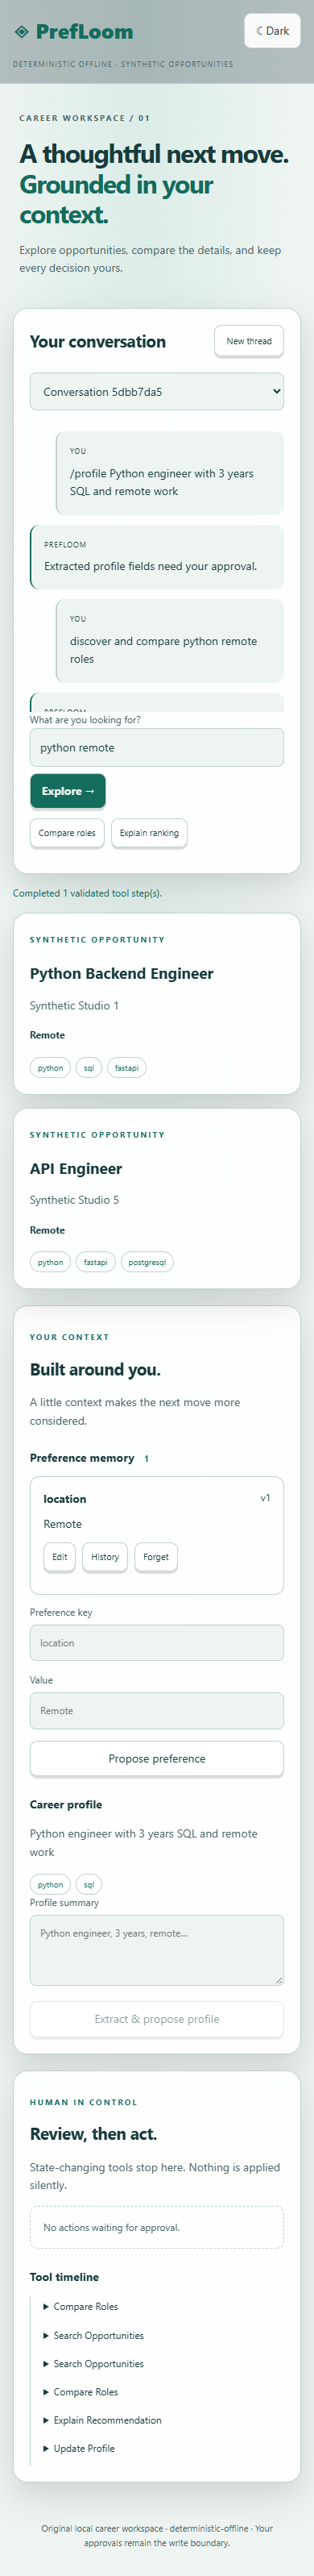 ◈ PrefLoom
☾ Dark
DETERMINISTIC OFFLINE · SYNTHETIC OPPORTUNITIES
CAREER WORKSPACE / 01
A thoughtful next move.
Grounded in your
context.
Explore opportunities, compare the details, and keep
every decision yours.
Your conversation
New thread
Conversation 5dbb7da5
YOU
/profile Python engineer with 3 years
SQL and remote work
PREFLOOM
Extracted profile fields need your approval.
YOU
discover and compare python remote
roles
PREFLOOM
What are you looking for?
python remote
Explore →
Compare roles
Explain ranking
Completed 1 validated tool step(s).
SYNTHETIC OPPORTUNITY
Python Backend Engineer
Synthetic Studio 1
Remote
python sql fastapi
SYNTHETIC OPPORTUNITY
API Engineer
Synthetic Studio 5
Remote
python fastapi postgresql
YOUR CONTEXT
Built around you.
A little context makes the next move more
considered.
Preference memory 1
location v1
Remote
Edit History Forget
Preference key
location
Value
Remote
Propose preference
Career profile
Python engineer with 3 years SQL and remote
work
python sql
Profile summary
Python engineer, 3 years, remote...
Extract & propose profile
HUMAN IN CONTROL
Review, then act.
State-changing tools stop here. Nothing is applied
silently.
No actions waiting for approval.
Tool timeline
▶ Compare Roles
▶ Search Opportunities
▶ Search Opportunities
▶ Compare Roles
▶ Explain Recommendation
▶ Update Profile
Original local career workspace · deterministic-offline · Your
approvals remain the write boundary.